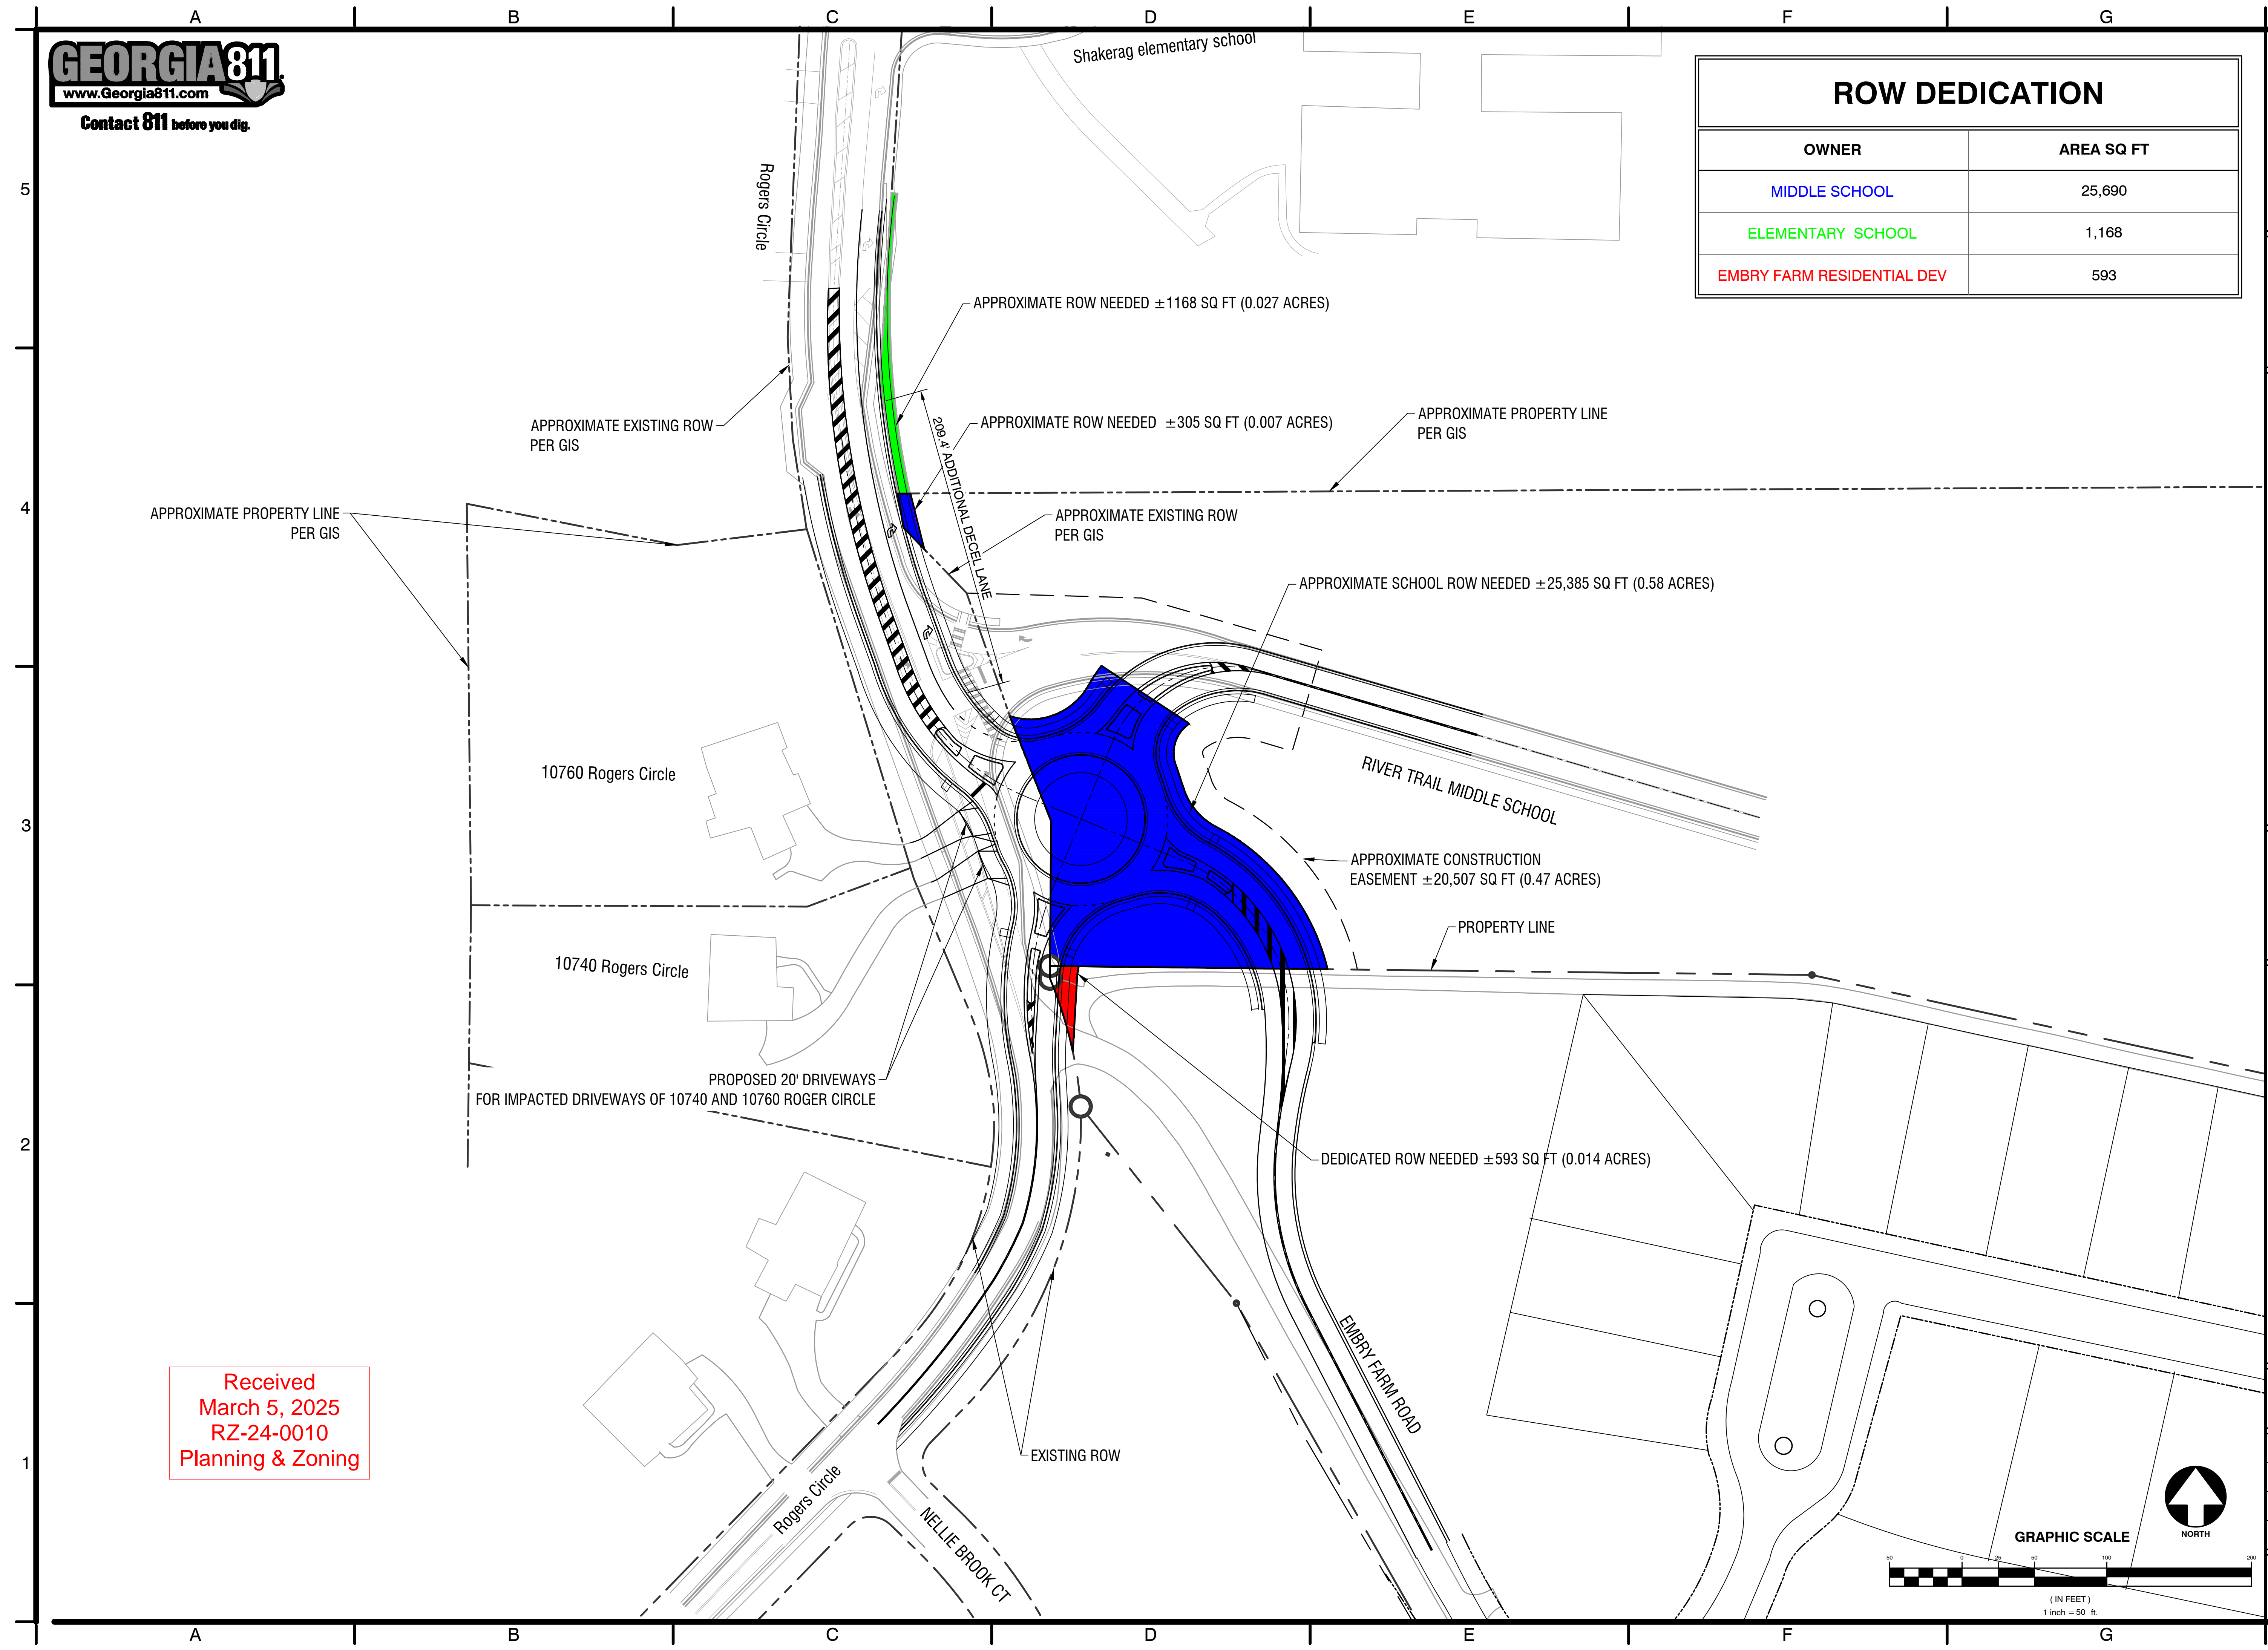 A B C D E F G
GEORGIA811
www.Georgia811.com
Contact 811 before you dig.
Shakerag elementary school
ROW DEDICATION
OWNER AREA SQ FT
MIDDLE SCHOOL 25,690
ELEMENTARY SCHOOL 1,168
EMBRY FARM RESIDENTIAL DEV 593
5
Rogers Circle
APPROXIMATE ROW NEEDED ±1168 SQ FT (0.027 ACRES)
APPROXIMATE EXISTING ROW
PER GIS
APPROXIMATE ROW NEEDED ±305 SQ FT (0.007 ACRES)
APPROXIMATE PROPERTY LINE
PER GIS
209.4' ADDITIONAL DECEL LANE
4
APPROXIMATE PROPERTY LINE
PER GIS
APPROXIMATE EXISTING ROW
PER GIS
APPROXIMATE SCHOOL ROW NEEDED ±25,385 SQ FT (0.58 ACRES)
10760 Rogers Circle
RIVER TRAIL MIDDLE SCHOOL
3
APPROXIMATE CONSTRUCTION
EASEMENT ±20,507 SQ FT (0.47 ACRES)
PROPERTY LINE
10740 Rogers Circle
PROPOSED 20' DRIVEWAYS
FOR IMPACTED DRIVEWAYS OF 10740 AND 10760 ROGER CIRCLE
2
DEDICATED ROW NEEDED ±593 SQ FT (0.014 ACRES)
EMBRY FARM ROAD
Received
March 5, 2025
RZ-24-0010
Planning & Zoning
1
EXISTING ROW
Rogers Circle
NELLIE BROOK CT
NORTH
GRAPHIC SCALE
50 0 25 50 100 200
( IN FEET )
1 inch = 50 ft.
A B C D E F G